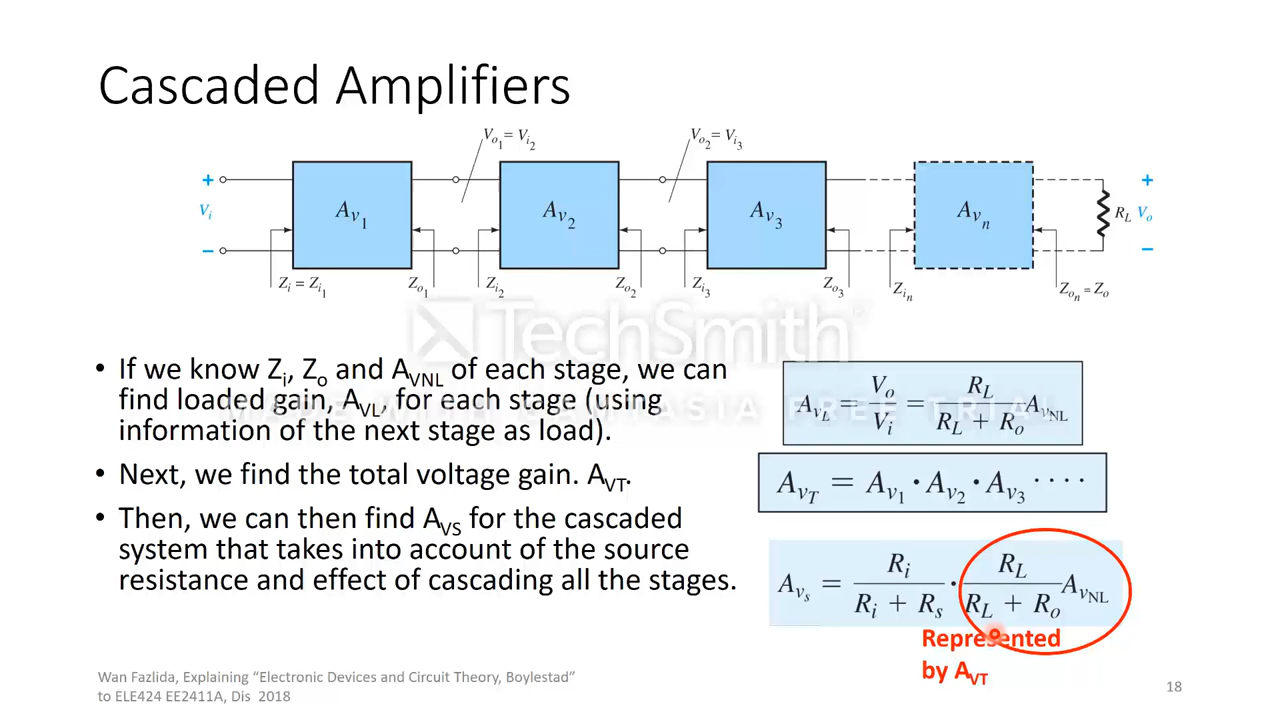 Cascaded Amplifiers
Vo1 = Vi2
Vo2 = Vi3
+
+
Vi
Av1
Av2
Av3
Avn
RL
Vo
−
−
Zi = Zi1
Zo1
Zi2
Zo2
Zi3
Zo3
Zin
Zon = Zo
TechSmith
MADE WITH CAMTASIA FREE TRIAL
• If we know Zi, Zo and AVNL of each stage, we can
find loaded gain, AVL, for each stage (using
information of the next stage as load).
• Next, we find the total voltage gain. AVT.
• Then, we can then find AVS for the cascaded
system that takes into account of the source
resistance and effect of cascading all the stages.
AvL = Vo/Vi = RL/(RL + Ro) AvNL
AvT = Av1 · Av2 · Av3 · · · ·
Avs = Ri/(Ri + Rs) · RL/(RL + Ro) AvNL
Represented
by AVT
Wan Fazlida, Explaining “Electronic Devices and Circuit Theory, Boylestad”
to ELE424 EE2411A, Dis 2018
18